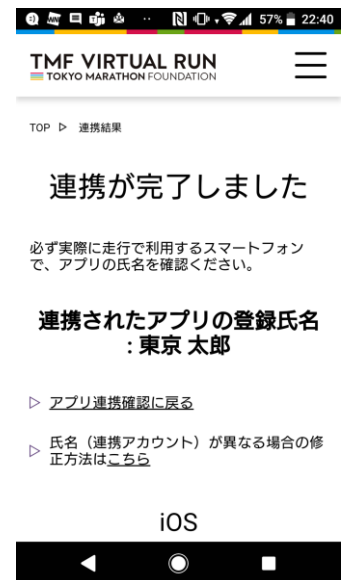 57% 22:40
TMF VIRTUAL RUN
TOKYO MARATHON FOUNDATION
TOP ▷ 連携結果
連携が完了しました
必ず実際に走行で利用するスマートフォン
で、アプリの氏名を確認ください。
連携されたアプリの登録氏名
: 東京 太郎
▷ アプリ連携確認に戻る
▷ 氏名（連携アカウント）が異なる場合の修
正方法はこちら
iOS